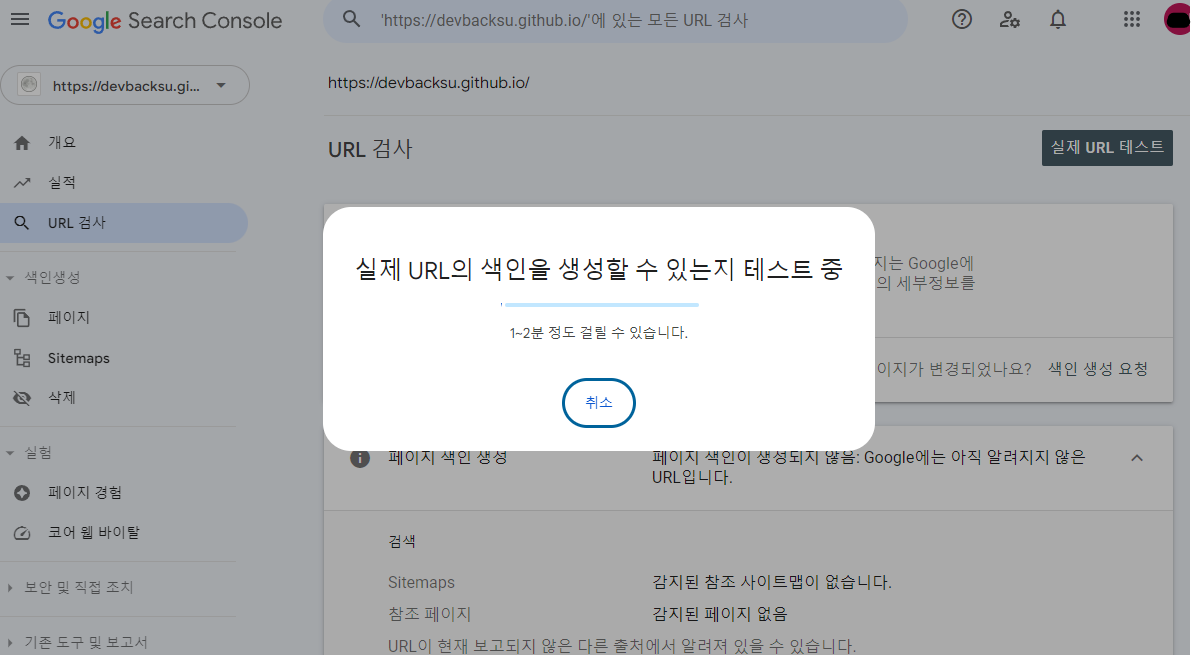 Google Search Console
'https://devbacksu.github.io/'에 있는 모든 URL 검사
https://devbacksu.gi...
https://devbacksu.github.io/
개요
실적
URL 검사
색인생성
페이지
Sitemaps
삭제
실험
페이지 경험
코어 웹 바이탈
보안 및 직접 조치
기존 도구 및 보고서
URL 검사
실제 URL 테스트
지는 Google에
의 세부정보를
이지가 변경되었나요? 색인 생성 요청
실제 URL의 색인을 생성할 수 있는지 테스트 중
1~2분 정도 걸릴 수 있습니다.
취소
페이지 색인 생성
페이지 색인이 생성되지 않음: Google에는 아직 알려지지 않은
URL입니다.
검색
Sitemaps
감지된 참조 사이트맵이 없습니다.
참조 페이지
감지된 페이지 없음
URL이 현재 보고되지 않은 다른 출처에서 알려져 있을 수 있습니다.